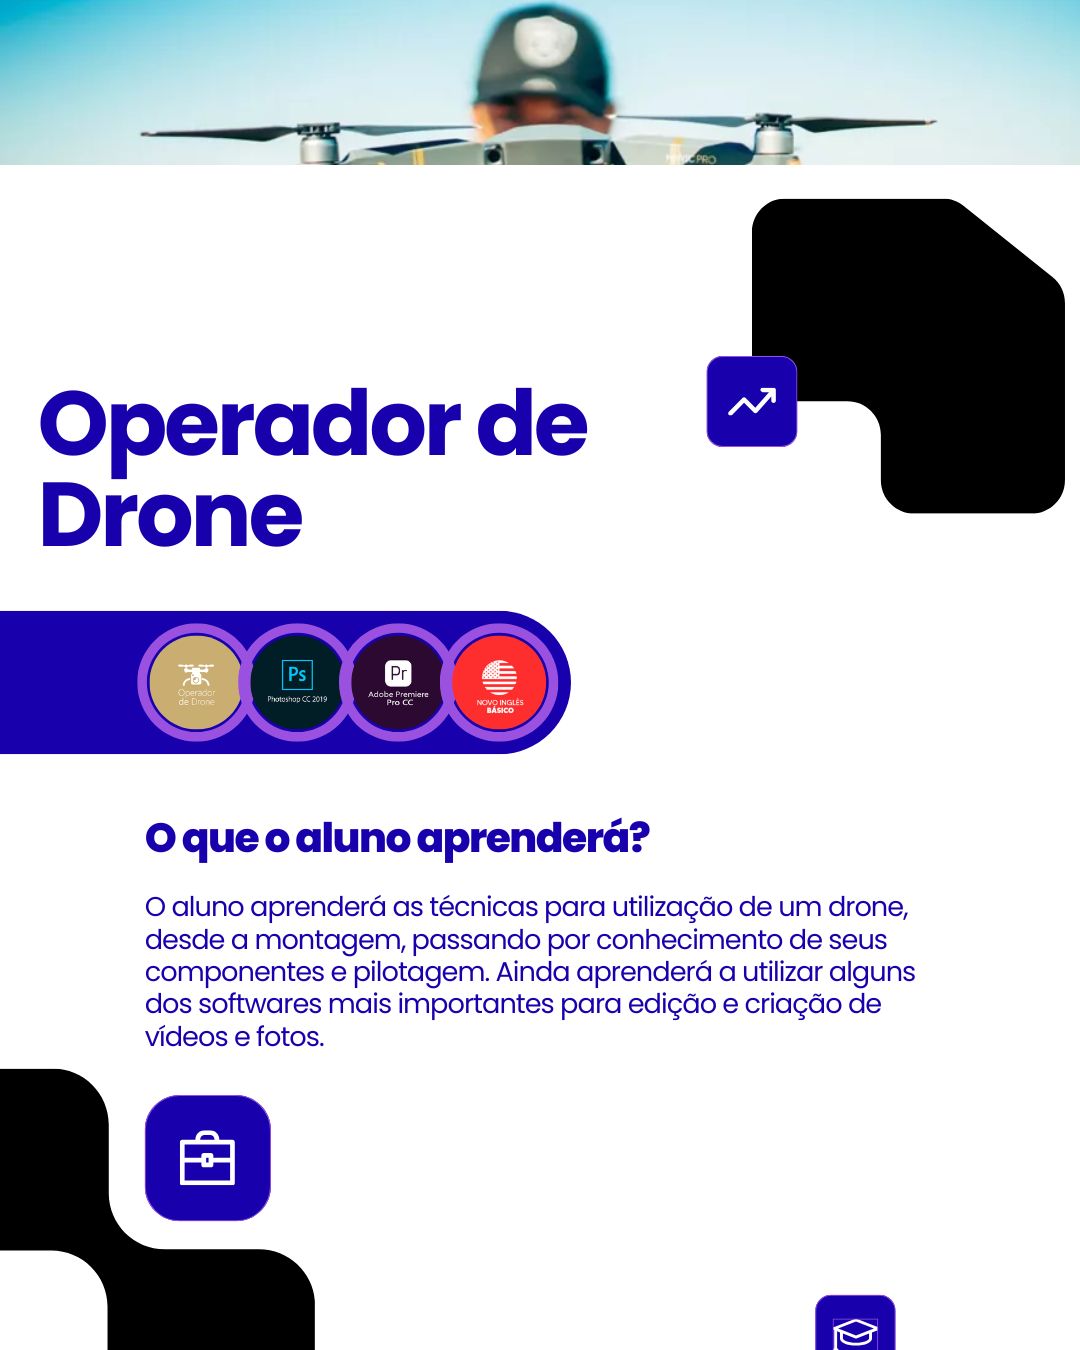 MAVIC PRO
Operador de
Drone
Operador
de Drone
Ps
Photoshop CC 2019
Pr
Adobe Premiere
Pro CC
NOVO INGLÊS
BÁSICO
O que o aluno aprenderá?
O aluno aprenderá as técnicas para utilização de um drone,
desde a montagem, passando por conhecimento de seus
componentes e pilotagem. Ainda aprenderá a utilizar alguns
dos softwares mais importantes para edição e criação de
vídeos e fotos.